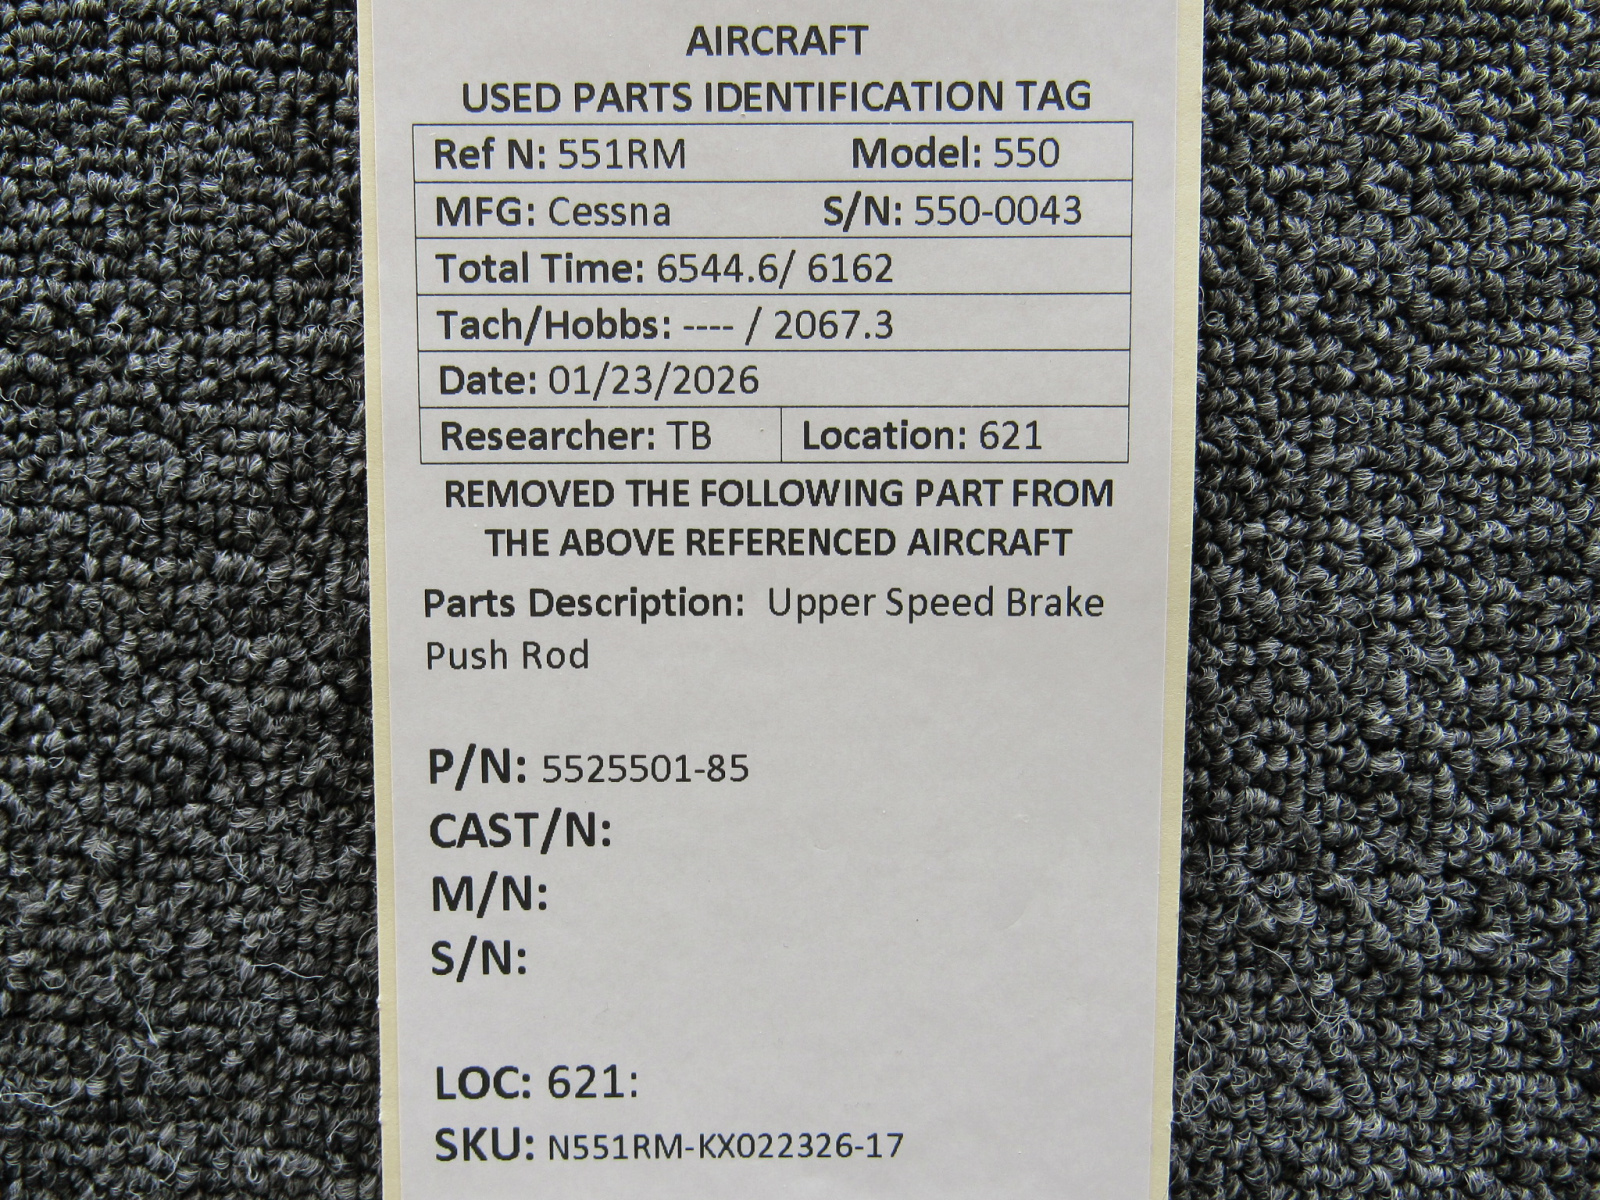 AIRCRAFT
USED PARTS IDENTIFICATION TAG
Ref N: 551RM Model: 550
MFG: Cessna S/N: 550-0043
Total Time: 6544.6/ 6162
Tach/Hobbs: ---- / 2067.3
Date: 01/23/2026
Researcher: TB Location: 621
REMOVED THE FOLLOWING PART FROM
THE ABOVE REFERENCED AIRCRAFT
Parts Description: Upper Speed Brake
Push Rod
P/N: 5525501-85
CAST/N:
M/N:
S/N:
LOC: 621:
SKU: N551RM-KX022326-17